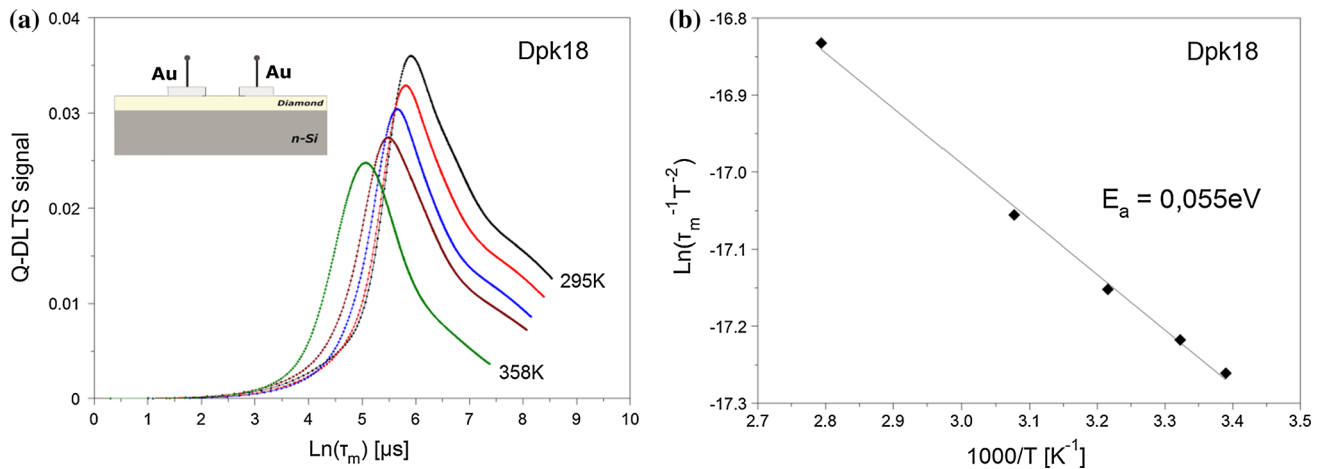 (a)
Dpk18
Au Au
Diamond
n-Si
295K
358K
Q-DLTS signal
0.04
0.03
0.02
0.01
0
0 1 2 3 4 5 6 7 8 9 10
Ln(τm) [µs]
(b)
Dpk18
Ea = 0,055eV
Ln(τm-1T-2)
-16.8
-16.9
-17.0
-17.1
-17.2
-17.3
2.7 2.8 2.9 3.0 3.1 3.2 3.3 3.4 3.5
1000/T [K-1]